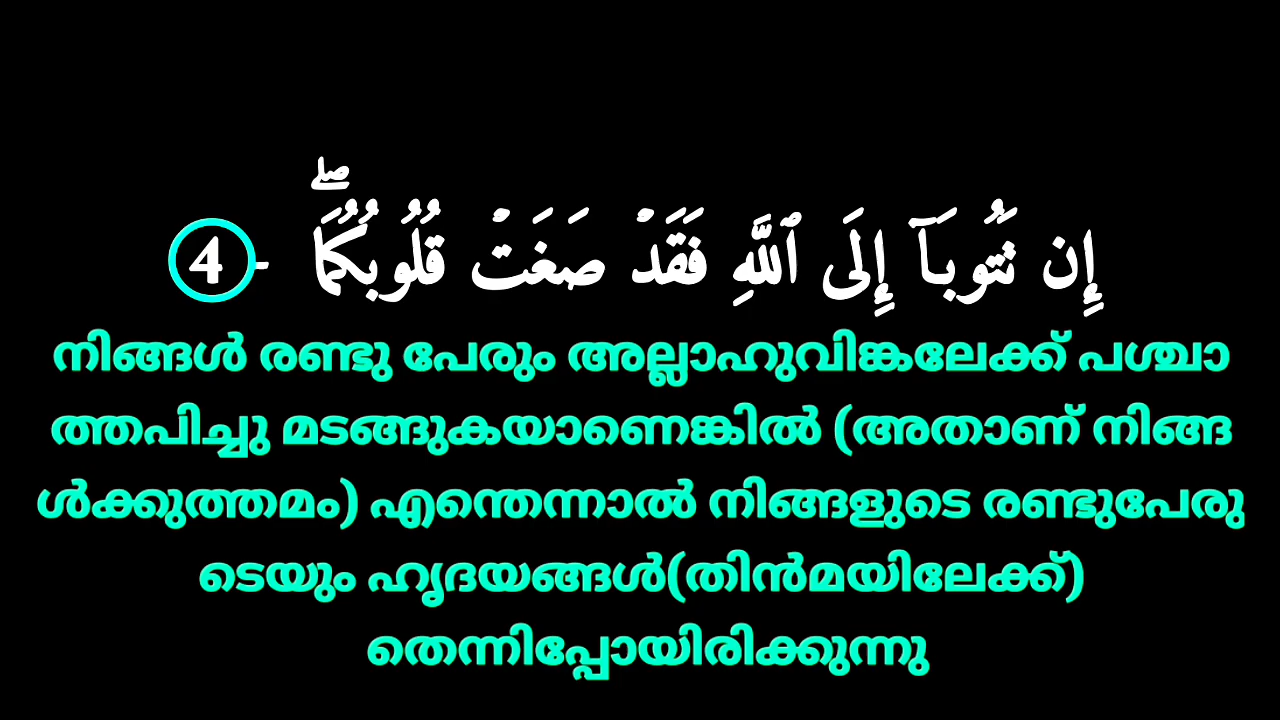 إِن تَتُوبَآ إِلَى ٱللَّهِ فَقَدۡ صَغَتۡ قُلُوبُكُمَاۖ - 4
നിങ്ങൾ രണ്ടു പേരും അല്ലാഹുവിങ്കലേക്ക് പശ്ചാ
ത്തപിച്ചു മടങ്ങുകയാണെങ്കിൽ (അതാണ് നിങ്ങ
ൾക്കുത്തമം) എന്തെന്നാൽ നിങ്ങളുടെ രണ്ടുപേരു
ടെയും ഹൃദയങ്ങൾ(തിൻമയിലേക്ക്)
തെന്നിപ്പോയിരിക്കുന്നു